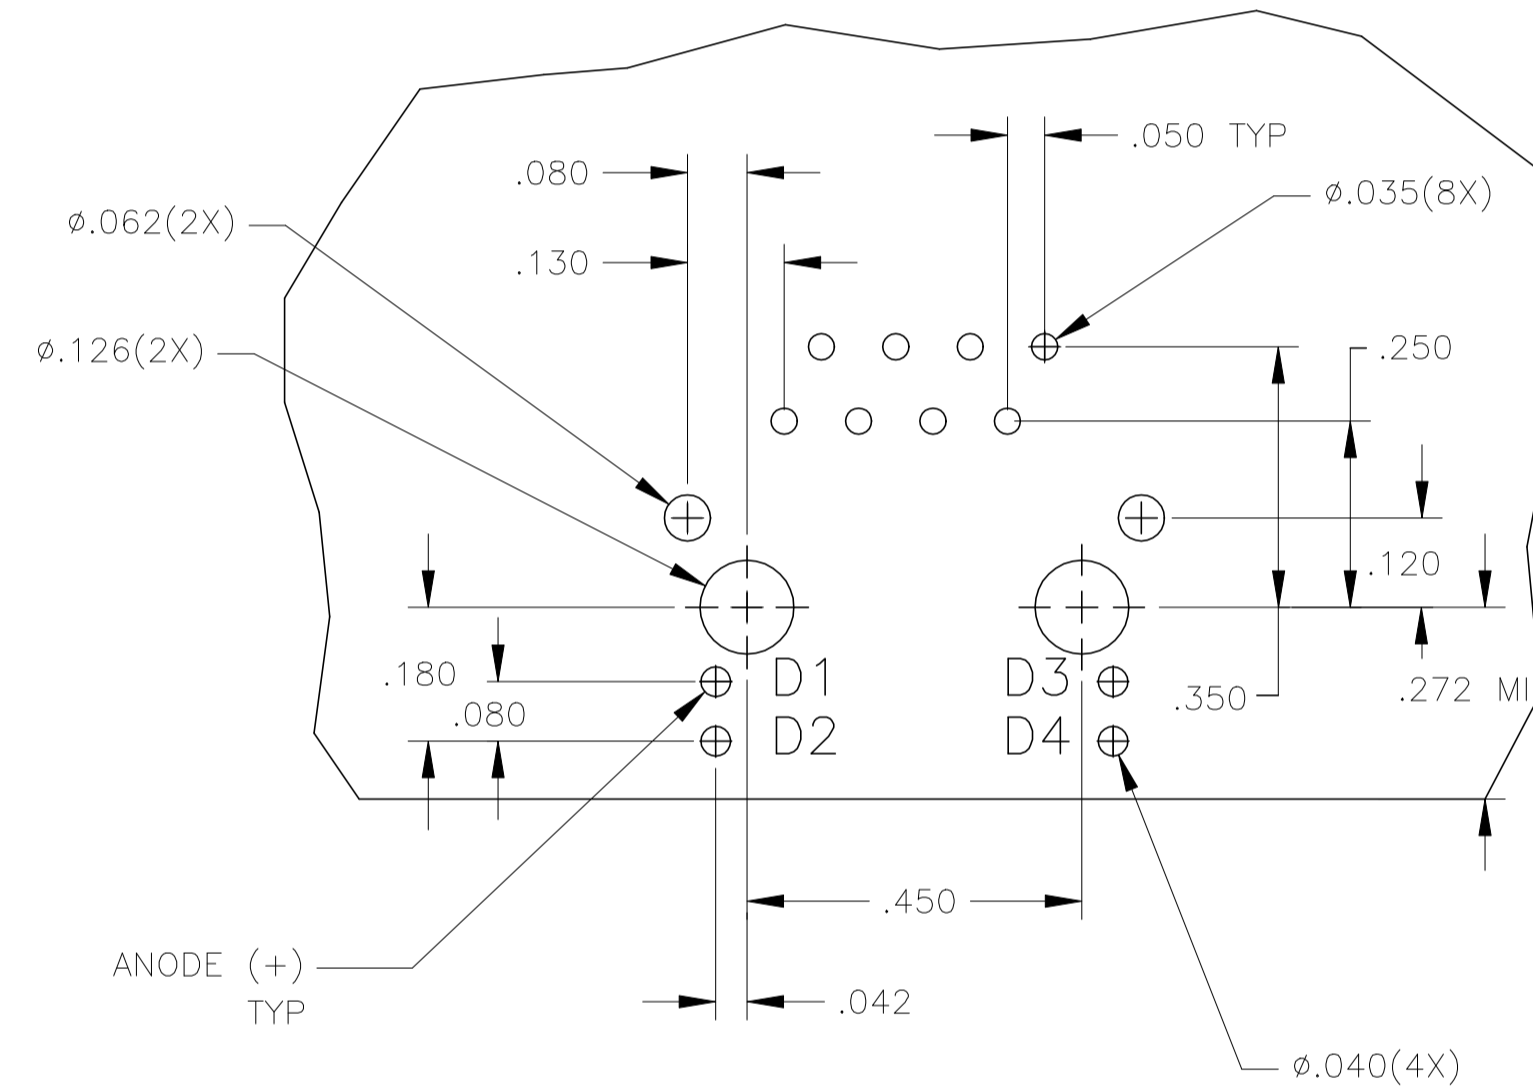 .050 TYP
.080
ø.035(8X)
ø.062(2X)
.130
ø.126(2X)
.250
.120
D1
D3
.180
.272 MI
.350
.080
D2
D4
.450
ANODE (+)
TYP
.042
ø.040(4X)